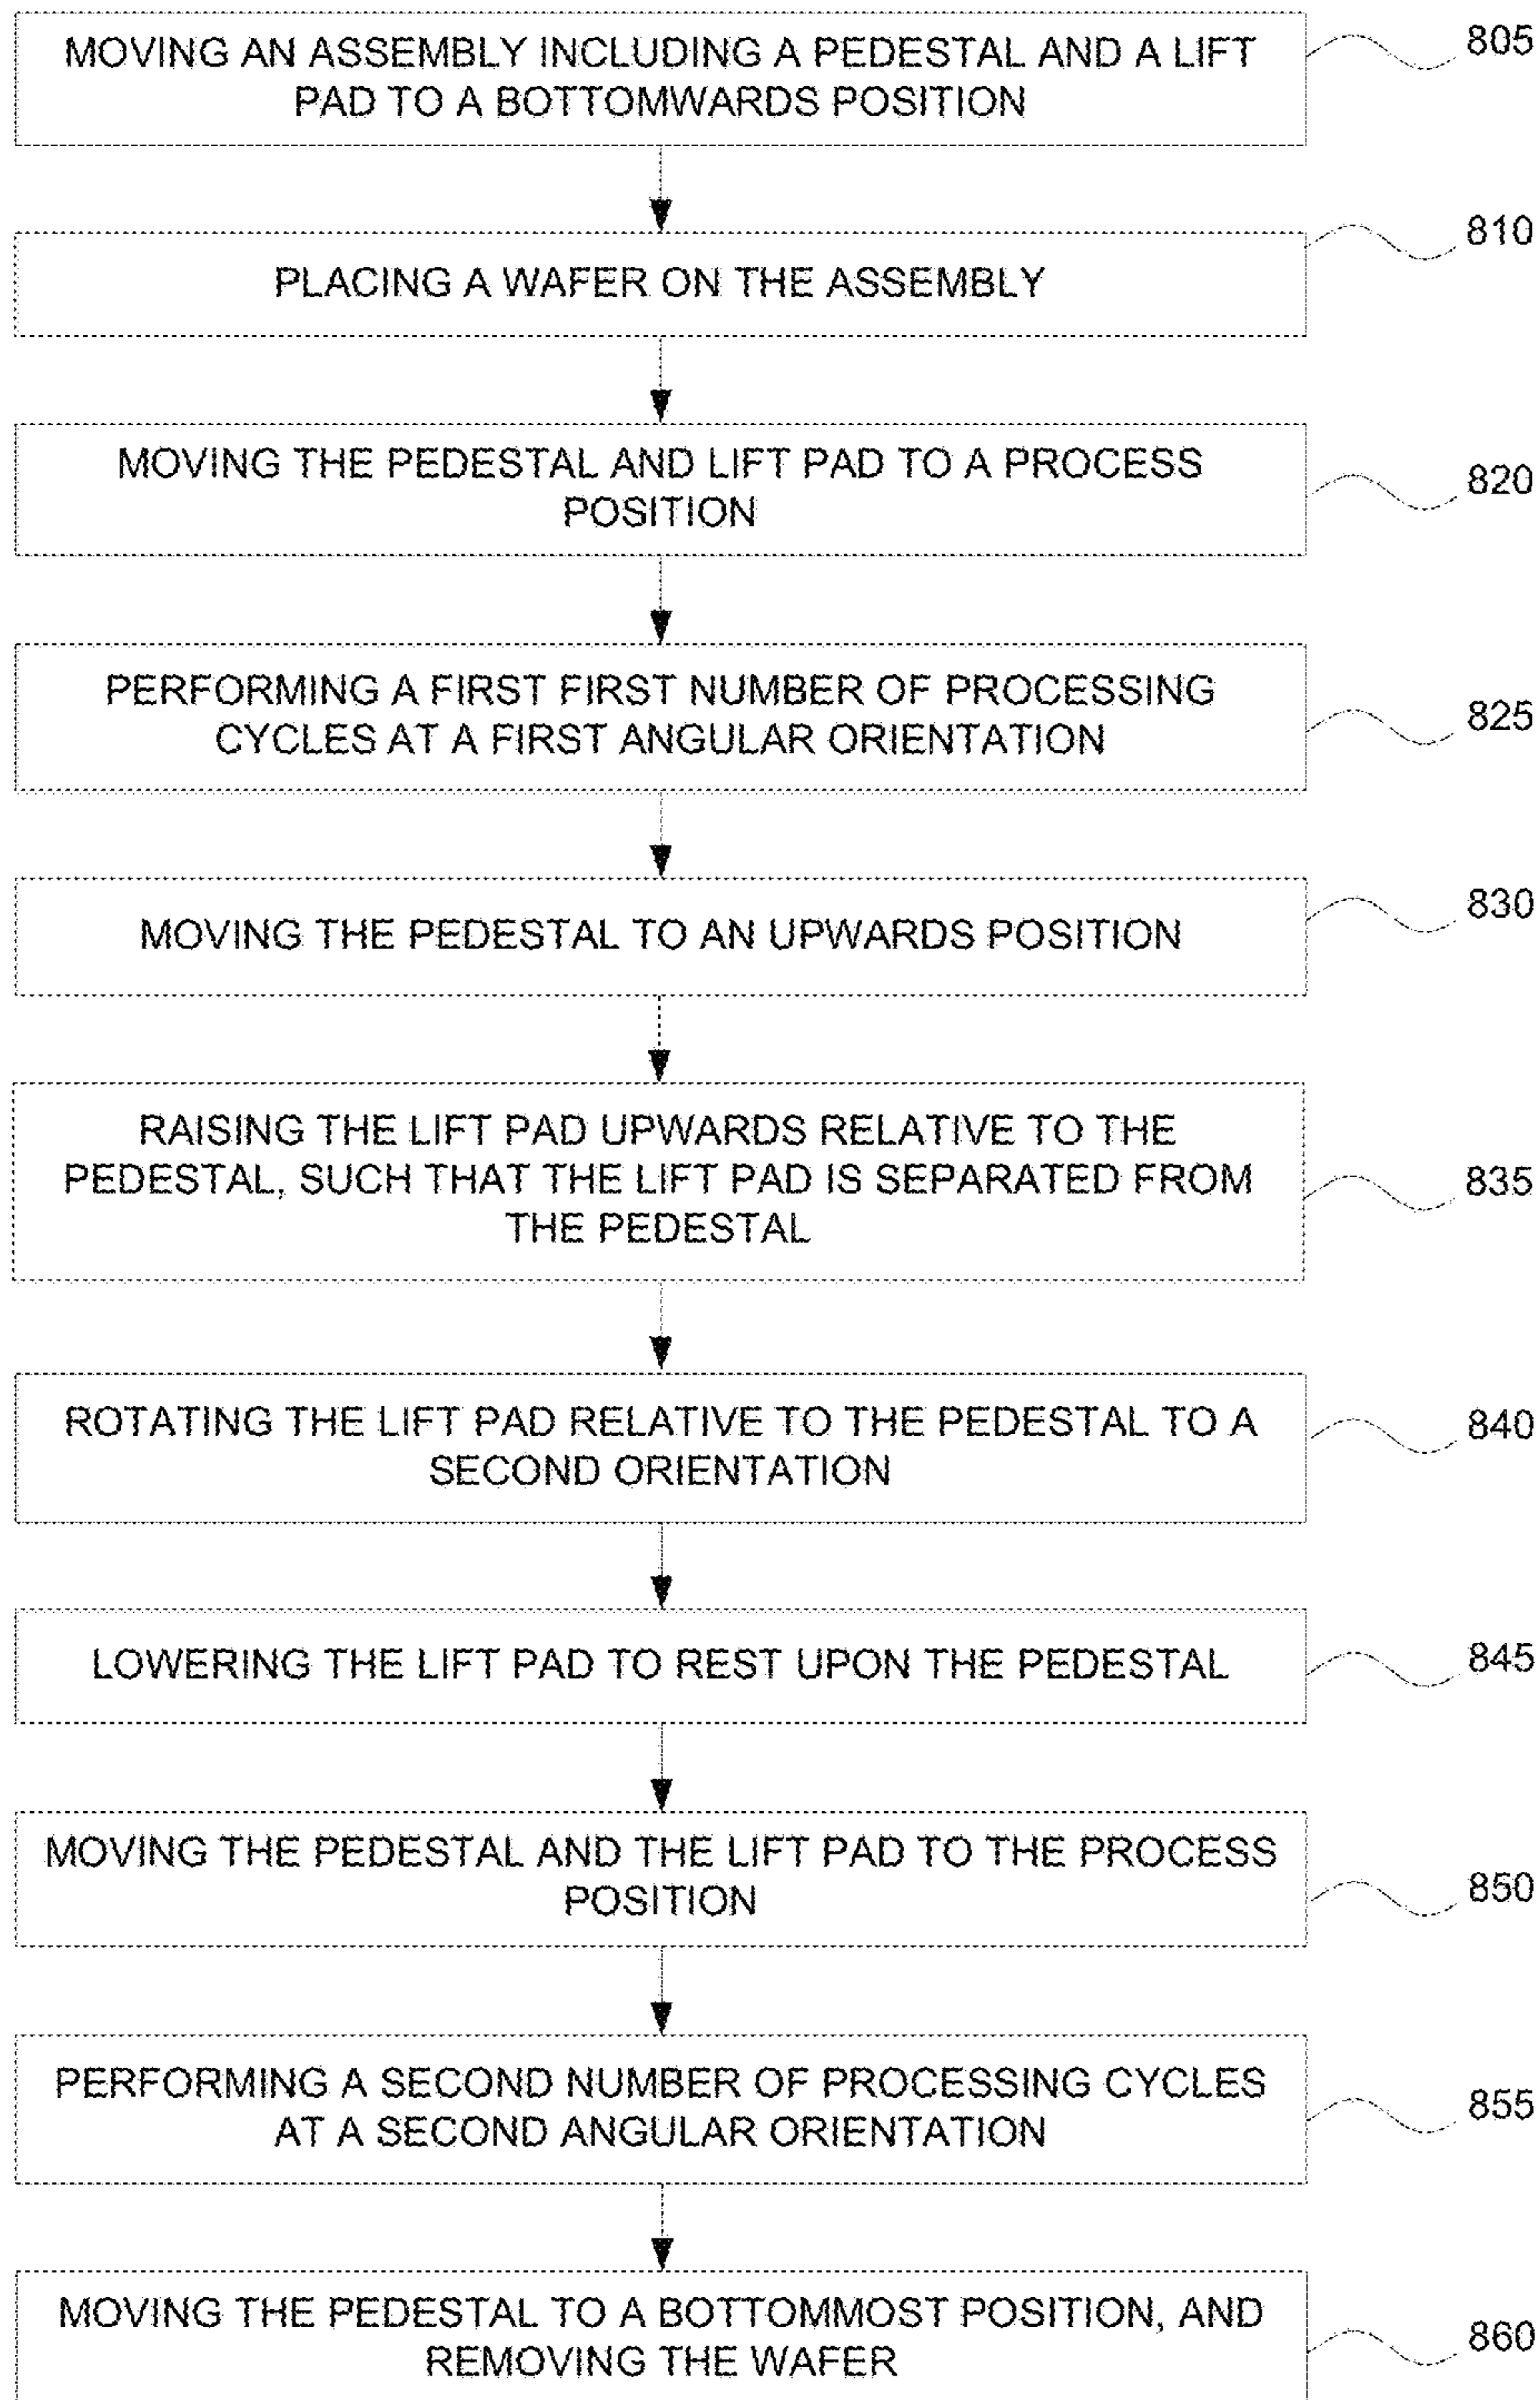 MOVING AN ASSEMBLY INCLUDING A PEDESTAL AND A LIFT
PAD TO A BOTTOMWARDS POSITION
805
PLACING A WAFER ON THE ASSEMBLY
810
MOVING THE PEDESTAL AND LIFT PAD TO A PROCESS
POSITION
820
PERFORMING A FIRST FIRST NUMBER OF PROCESSING
CYCLES AT A FIRST ANGULAR ORIENTATION
825
MOVING THE PEDESTAL TO AN UPWARDS POSITION
830
RAISING THE LIFT PAD UPWARDS RELATIVE TO THE
PEDESTAL, SUCH THAT THE LIFT PAD IS SEPARATED FROM
THE PEDESTAL
835
ROTATING THE LIFT PAD RELATIVE TO THE PEDESTAL TO A
SECOND ORIENTATION
840
LOWERING THE LIFT PAD TO REST UPON THE PEDESTAL
845
MOVING THE PEDESTAL AND THE LIFT PAD TO THE PROCESS
POSITION
850
PERFORMING A SECOND NUMBER OF PROCESSING CYCLES
AT A SECOND ANGULAR ORIENTATION
855
MOVING THE PEDESTAL TO A BOTTOMMOST POSITION, AND
REMOVING THE WAFER
860